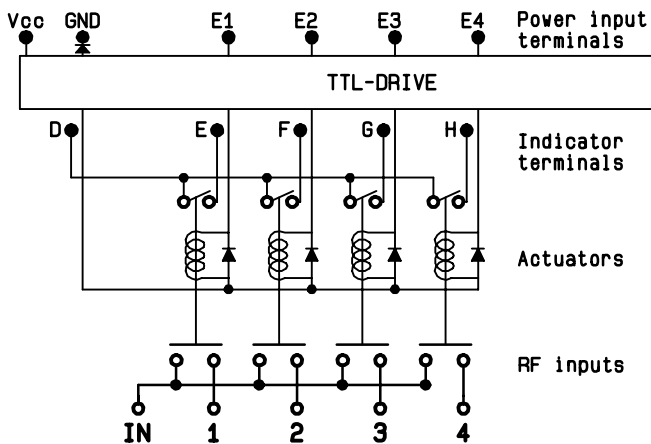 Vcc GND E1 E2 E3 E4 Power input
terminals
TTL-DRIVE
D E F G H Indicator
terminals
Actuators
RF inputs
IN 1 2 3 4